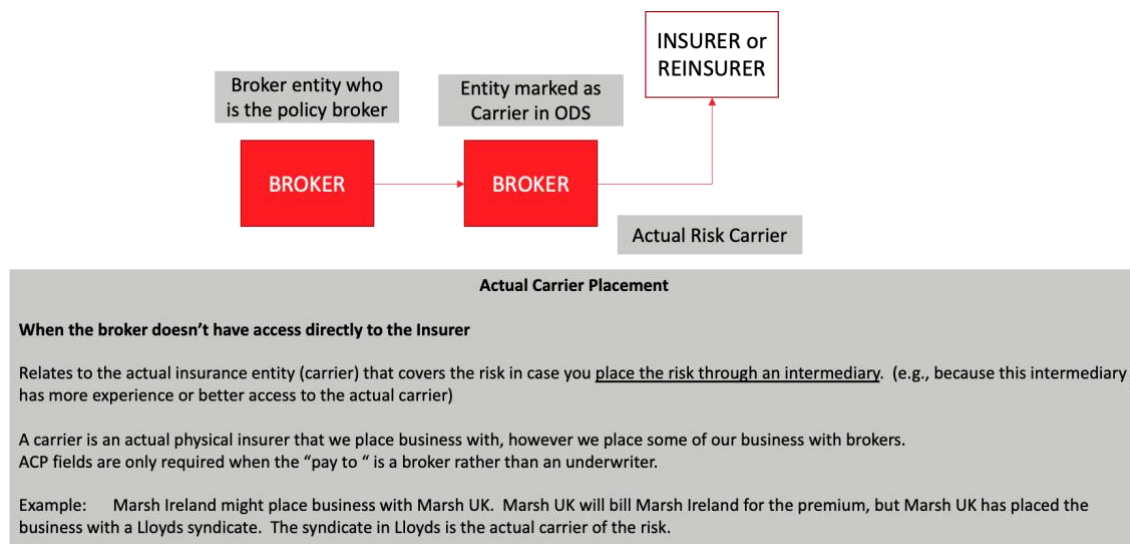 INSURER or
REINSURER
Broker entity who
is the policy broker
Entity marked as
Carrier in ODS
BROKER
BROKER
Actual Risk Carrier
Actual Carrier Placement
When the broker doesn’t have access directly to the Insurer
Relates to the actual insurance entity (carrier) that covers the risk in case you place the risk through an intermediary.  (e.g., because this intermediary
has more experience or better access to the actual carrier)
A carrier is an actual physical insurer that we place business with, however we place some of our business with brokers.
ACP fields are only required when the “pay to “ is a broker rather than an underwriter.
Example:     Marsh Ireland might place business with Marsh UK.  Marsh UK will bill Marsh Ireland for the premium, but Marsh UK has placed the
business with a Lloyds syndicate.  The syndicate in Lloyds is the actual carrier of the risk.